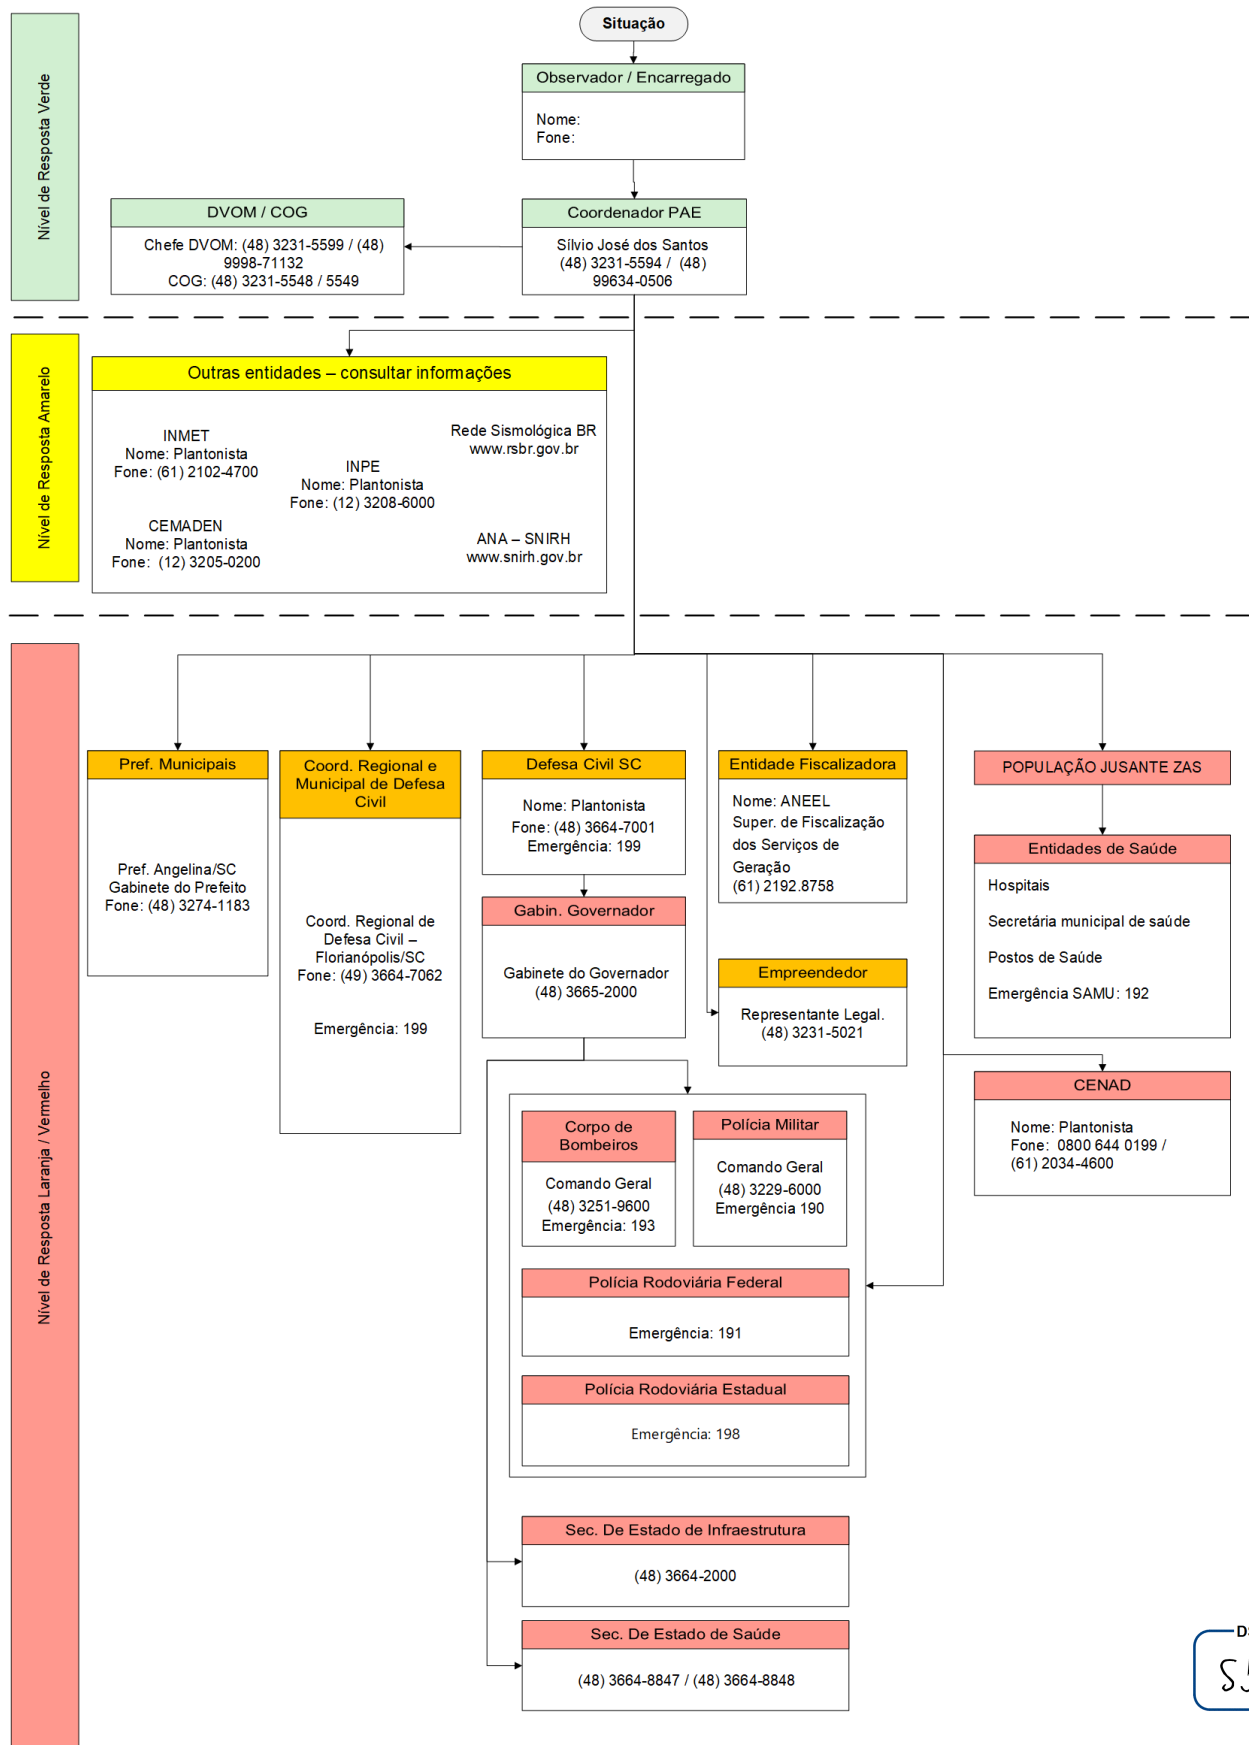 Situação
Nível de Resposta Verde
Observador / Encarregado
Nome:
Fone:
DVOM / COG
Chefe DVOM: (48) 3231-5599 / (48)
9998-71132
COG: (48) 3231-5548 / 5549
Coordenador PAE
Sílvio José dos Santos
(48) 3231-5594 / (48)
99634-0506
Nível de Resposta Amarelo
Outras entidades – consultar informações
INMET
Nome: Plantonista
Fone: (61) 2102-4700
INPE
Nome: Plantonista
Fone: (12) 3208-6000
Rede Sismológica BR
www.rsbr.gov.br
CEMADEN
Nome: Plantonista
Fone: (12) 3205-0200
ANA – SNIRH
www.snirh.gov.br
Nível de Resposta Laranja / Vermelho
Pref. Municipais
Pref. Angelina/SC
Gabinete do Prefeito
Fone: (48) 3274-1183
Coord. Regional e
Municipal de Defesa
Civil
Coord. Regional de
Defesa Civil –
Florianópolis/SC
Fone: (49) 3664-7062
Emergência: 199
Defesa Civil SC
Nome: Plantonista
Fone: (48) 3664-7001
Emergência: 199
Gabin. Governador
Gabinete do Governador
(48) 3665-2000
Entidade Fiscalizadora
Nome: ANEEL
Super. de Fiscalização
dos Serviços de
Geração
(61) 2192.8758
Empreendedor
Representante Legal.
(48) 3231-5021
POPULAÇÃO JUSANTE ZAS
Entidades de Saúde
Hospitais
Secretária municipal de saúde
Postos de Saúde
Emergência SAMU: 192
CENAD
Nome: Plantonista
Fone: 0800 644 0199 /
(61) 2034-4600
Corpo de
Bombeiros
Comando Geral
(48) 3251-9600
Emergência: 193
Polícia Militar
Comando Geral
(48) 3229-6000
Emergência 190
Polícia Rodoviária Federal
Emergência: 191
Polícia Rodoviária Estadual
Emergência: 198
Sec. De Estado de Infraestrutura
(48) 3664-2000
Sec. De Estado de Saúde
(48) 3664-8847 / (48) 3664-8848